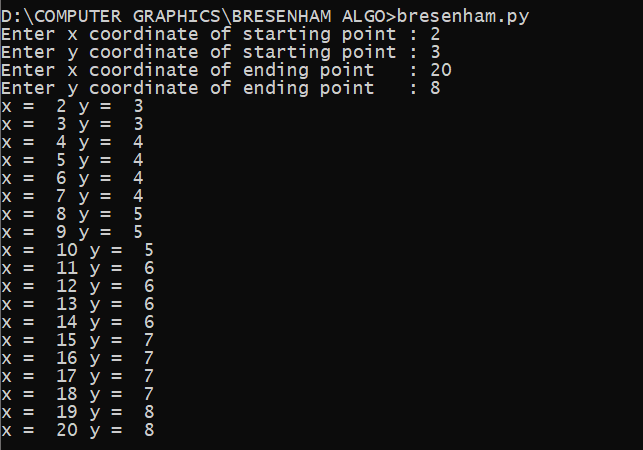 D:\COMPUTER GRAPHICS\BRESENHAM ALGO>bresenham.py
Enter x coordinate of starting point : 2
Enter y coordinate of starting point : 3
Enter x coordinate of ending point   : 20
Enter y coordinate of ending point   : 8
x =  2 y =  3
x =  3 y =  3
x =  4 y =  4
x =  5 y =  4
x =  6 y =  4
x =  7 y =  4
x =  8 y =  5
x =  9 y =  5
x =  10 y =  5
x =  11 y =  6
x =  12 y =  6
x =  13 y =  6
x =  14 y =  6
x =  15 y =  7
x =  16 y =  7
x =  17 y =  7
x =  18 y =  7
x =  19 y =  8
x =  20 y =  8